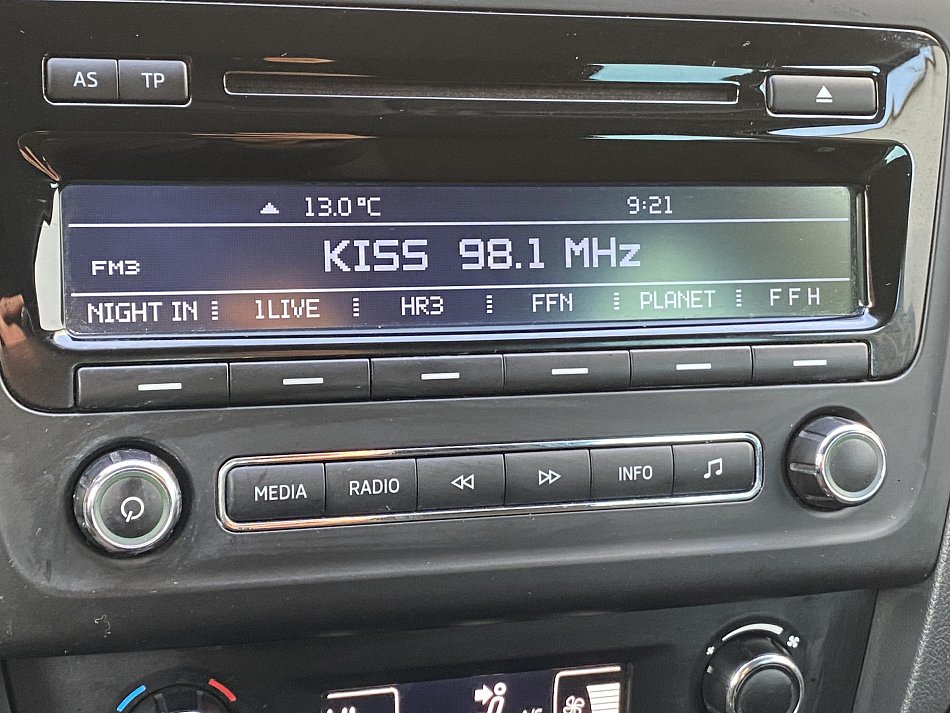 AS TP
13.0 °C 9:21
KISS 98.1 MHz
FM3
NIGHT IN 1LIVE HR3 FFN PLANET F F H
MEDIA RADIO INFO